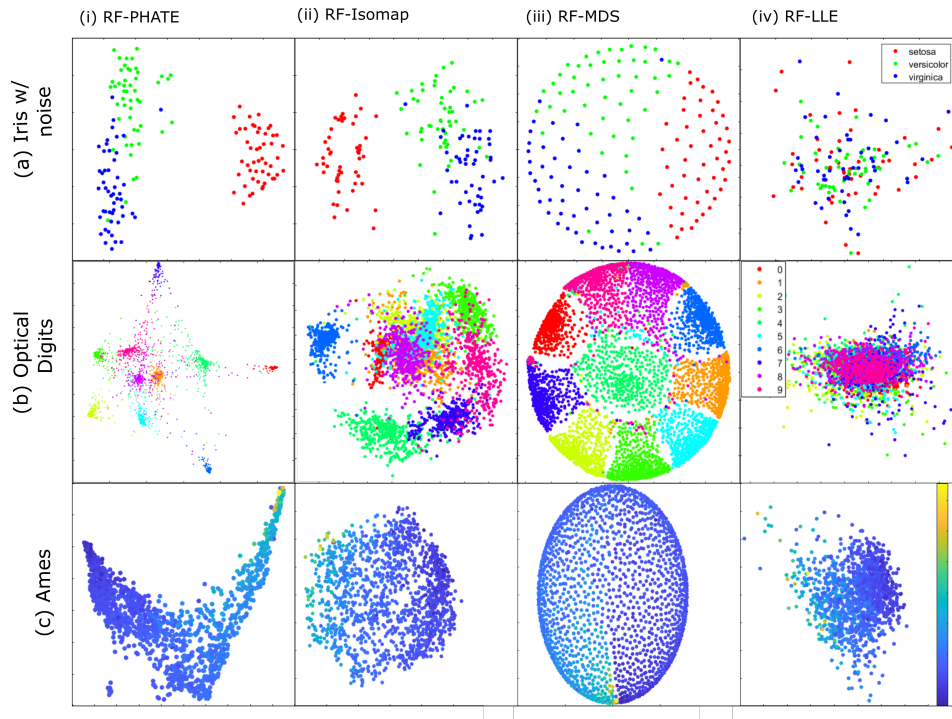 (i) RF-PHATE
(ii) RF-Isomap
(iii) RF-MDS
(iv) RF-LLE
(a) Iris w/
noise
setosa
versicolor
virginica
(b) Optical
Digits
0
1
2
3
4
5
6
7
8
9
(c) Ames